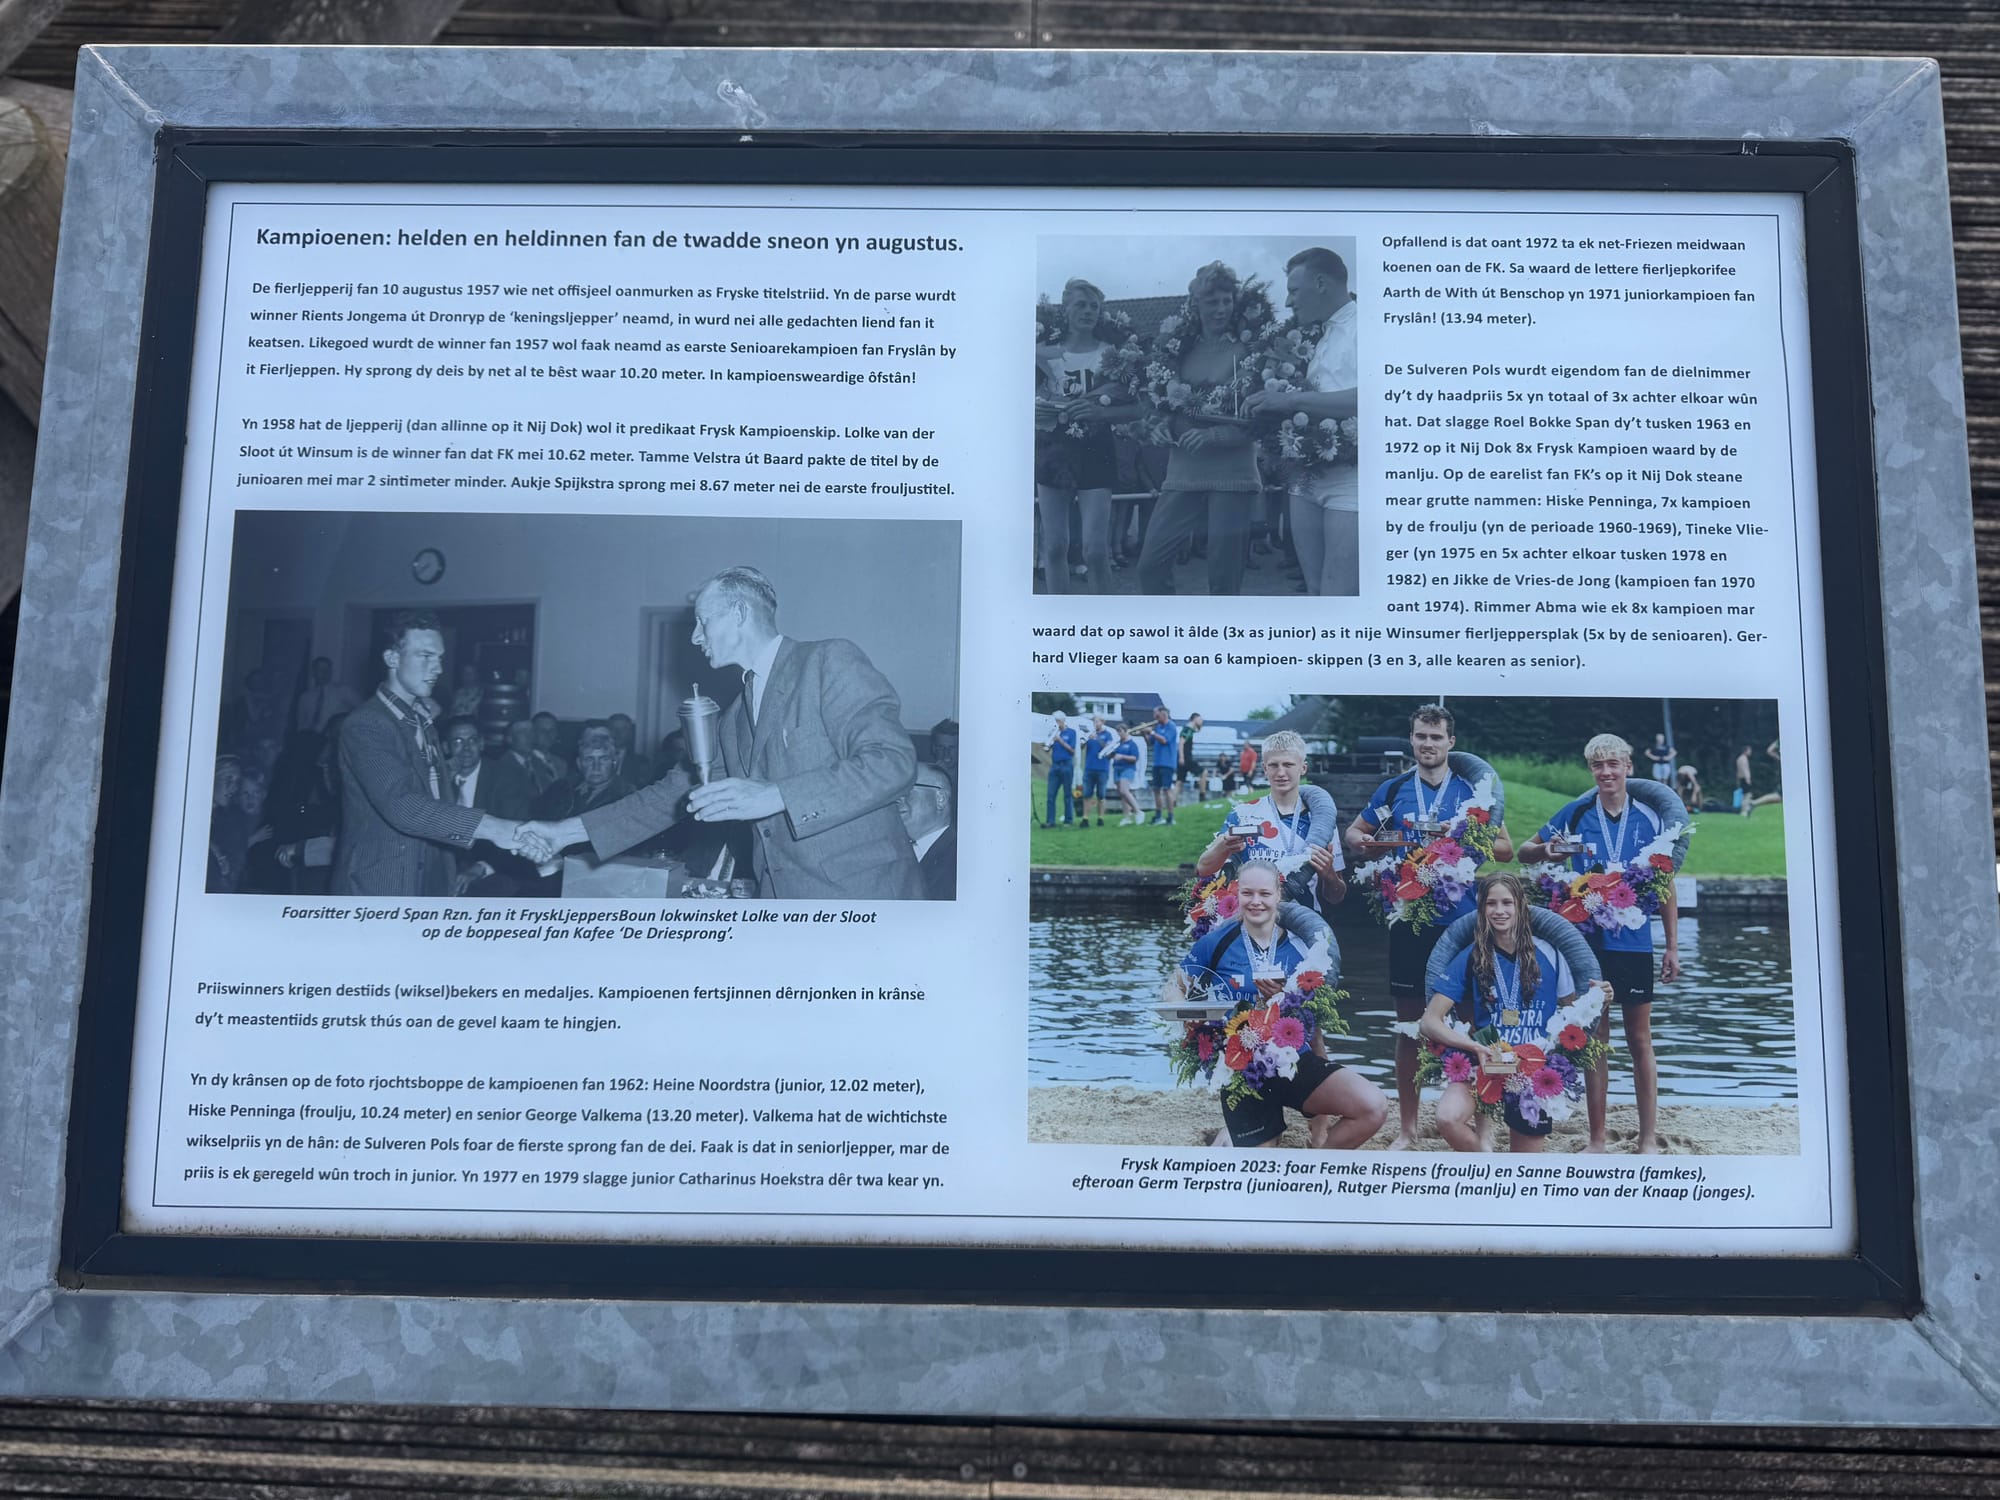 Kampioenen: helden en heldinnen fan de twadde sneon yn augustus.
De fierljepperij fan 10 augustus 1957 wie net offisjeel oanmurken as Fryske titelstriid. Yn de parse wurdt
winner Rients Jongema út Dronryp de ‘keningsljepper’ neamd, in wurd nei alle gedachten liend fan it
keatsen. Likegoed wurdt de winner fan 1957 wol faak neamd as earste Senioarekampioen fan Fryslân by
it Fierljeppen. Hy sprong dy deis by net al te bêst waar 10.20 meter. In kampioensweardige ôfstân!
Yn 1958 hat de ljepperij (dan allinne op it Nij Dok) wol it predikaat Frysk Kampioenskip. Lolke van der
Sloot út Winsum is de winner fan dat FK mei 10.62 meter. Tamme Velstra út Baard pakte de titel by de
junioaren mei mar 2 sintimeter minder. Aukje Spijkstra sprong mei 8.67 meter nei de earste frouljustitel.
Foarsitter Sjoerd Span Rzn. fan it FryskLjeppersBoun lokwinsket Lolke van der Sloot
op de boppeseal fan Kafee ‘De Driesprong’.
Priiswinners krigen destiids (wiksel)bekers en medaljes. Kampioenen fertsjinnen dêrnjonken in krânse
dy’t meastentiids grutsk thús oan de gevel kaam te hingjen.
Yn dy krânsen op de foto rjochtsboppe de kampioenen fan 1962: Heine Noordstra (junior, 12.02 meter),
Hiske Penninga (froulju, 10.24 meter) en senior George Valkema (13.20 meter). Valkema hat de wichtichste
wikselpriis yn de hân: de Sulveren Pols foar de fierste sprong fan de dei. Faak is dat in seniorljepper, mar de
priis is ek geregeld wûn troch in junior. Yn 1977 en 1979 slagge junior Catharinus Hoekstra dêr twa kear yn.
Opfallend is dat oant 1972 ta ek net-Friezen meidwaan
koenen oan de FK. Sa waard de lettere fierljepkorifee
Aarth de With út Benschop yn 1971 juniorkampioen fan
Fryslân! (13.94 meter).
De Sulveren Pols wurdt eigendom fan de dielnimmer
dy’t dy haadpriis 5x yn totaal of 3x achter elkoar wûn
hat. Dat slagge Roel Bokke Span dy’t tusken 1963 en
1972 op it Nij Dok 8x Frysk Kampioen waard by de
manlju. Op de earelist fan FK’s op it Nij Dok steane
mear grutte nammen: Hiske Penninga, 7x kampioen
by de froulju (yn de perioade 1960-1969), Tineke Vlie-
ger (yn 1975 en 5x achter elkoar tusken 1978 en
1982) en Jikke de Vries-de Jong (kampioen fan 1970
oant 1974). Rimmer Abma wie ek 8x kampioen mar
waard dat op sawol it âlde (3x as junior) as it nije Winsumer fierljeppersplak (5x by de senioaren). Ger-
hard Vlieger kaam sa oan 6 kampioen- skippen (3 en 3, alle kearen as senior).
Frysk Kampioen 2023: foar Femke Rispens (froulju) en Sanne Bouwstra (famkes),
efteroan Germ Terpstra (junioaren), Rutger Piersma (manlju) en Timo van der Knaap (jonges).